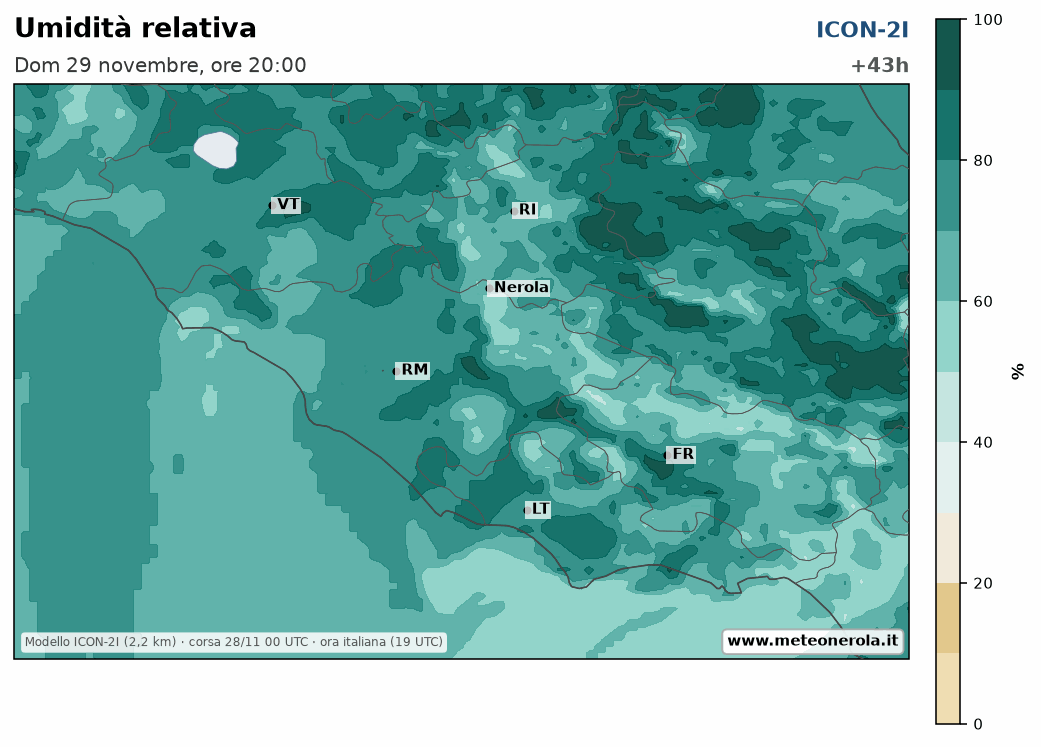 Umidità relativa
ICON-2I
Dom 29 novembre, ore 20:00
+43h
100
80
60
40
20
0
%
VT
RI
Nerola
RM
FR
LT
Modello ICON-2I (2,2 km) · corsa 28/11 00 UTC · ora italiana (19 UTC)
www.meteonerola.it